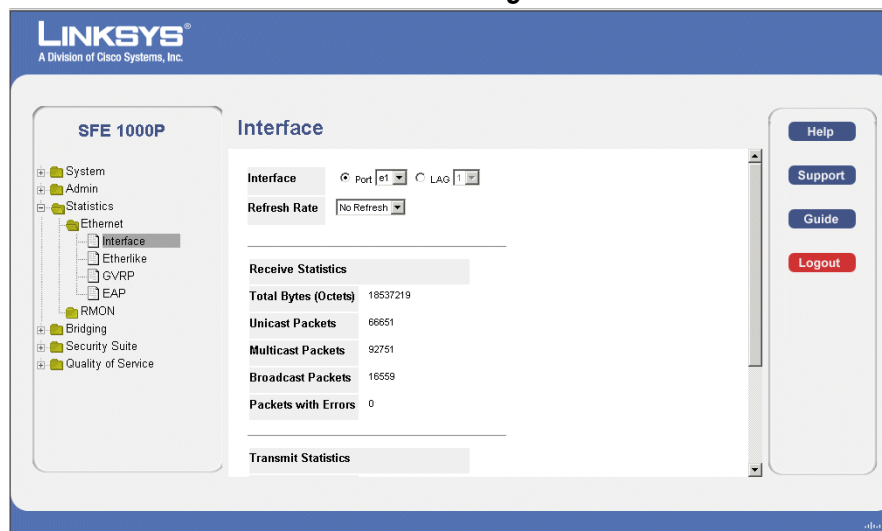 LINKSYS®
A Division of Cisco Systems, Inc.
SFE 1000P
System
Admin
Statistics
Ethernet
Interface
Etherlike
GVRP
EAP
RMON
Bridging
Security Suite
Quality of Service
Interface
Interface Port e1 LAG 1
Refresh Rate No Refresh
Receive Statistics
Total Bytes (Octets) 18537219
Unicast Packets 66651
Multicast Packets 92751
Broadcast Packets 16559
Packets with Errors 0
Transmit Statistics
Help
Support
Guide
Logout